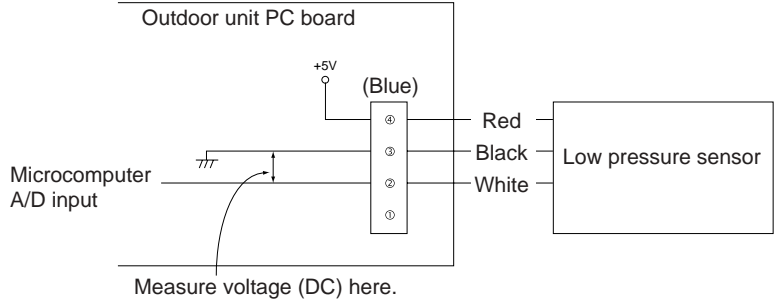 Outdoor unit PC board
+5V
(Blue)
④
Red
③
Black
Low pressure sensor
Microcomputer
A/D input
②
White
①
Measure voltage (DC) here.